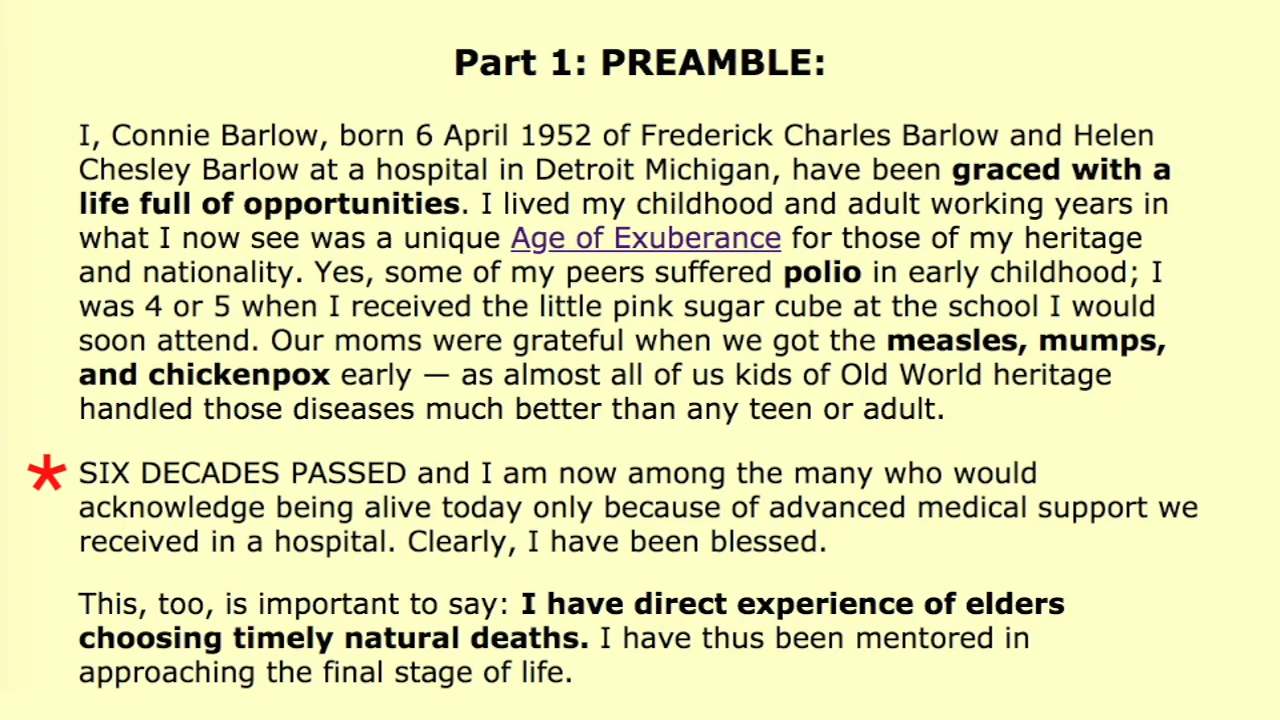 Part 1: PREAMBLE:
I, Connie Barlow, born 6 April 1952 of Frederick Charles Barlow and Helen
Chesley Barlow at a hospital in Detroit Michigan, have been graced with a
life full of opportunities. I lived my childhood and adult working years in
what I now see was a unique Age of Exuberance for those of my heritage
and nationality. Yes, some of my peers suffered polio in early childhood; I
was 4 or 5 when I received the little pink sugar cube at the school I would
soon attend. Our moms were grateful when we got the measles, mumps,
and chickenpox early — as almost all of us kids of Old World heritage
handled those diseases much better than any teen or adult.
* SIX DECADES PASSED and I am now among the many who would
acknowledge being alive today only because of advanced medical support we
received in a hospital. Clearly, I have been blessed.
This, too, is important to say: I have direct experience of elders
choosing timely natural deaths. I have thus been mentored in
approaching the final stage of life.